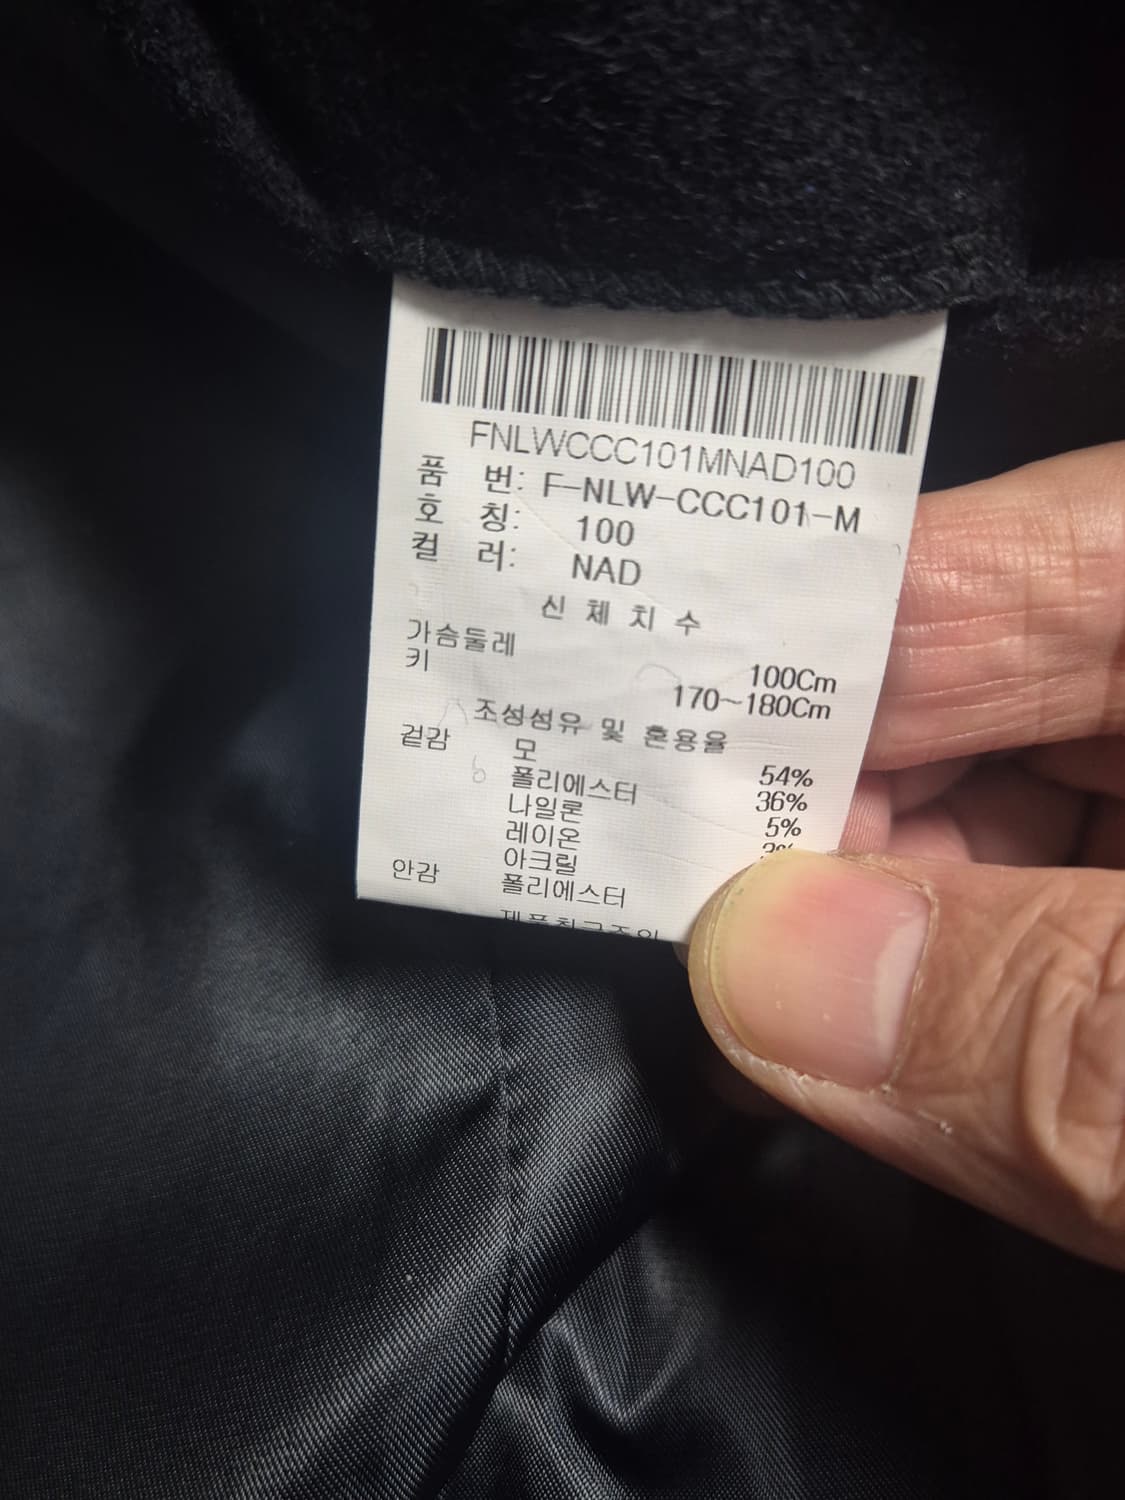 FNLWCCC101MNAD100
품 번: F-NLW-CCC101-M
호 칭: 100
컬 러: NAD
신 체 치 수
가슴둘레 100Cm
키 170~180Cm
조성섬유 및 혼용율
겉감 모 54%
폴리에스터 36%
나일론 5%
레이온
아크릴
안감 폴리에스터